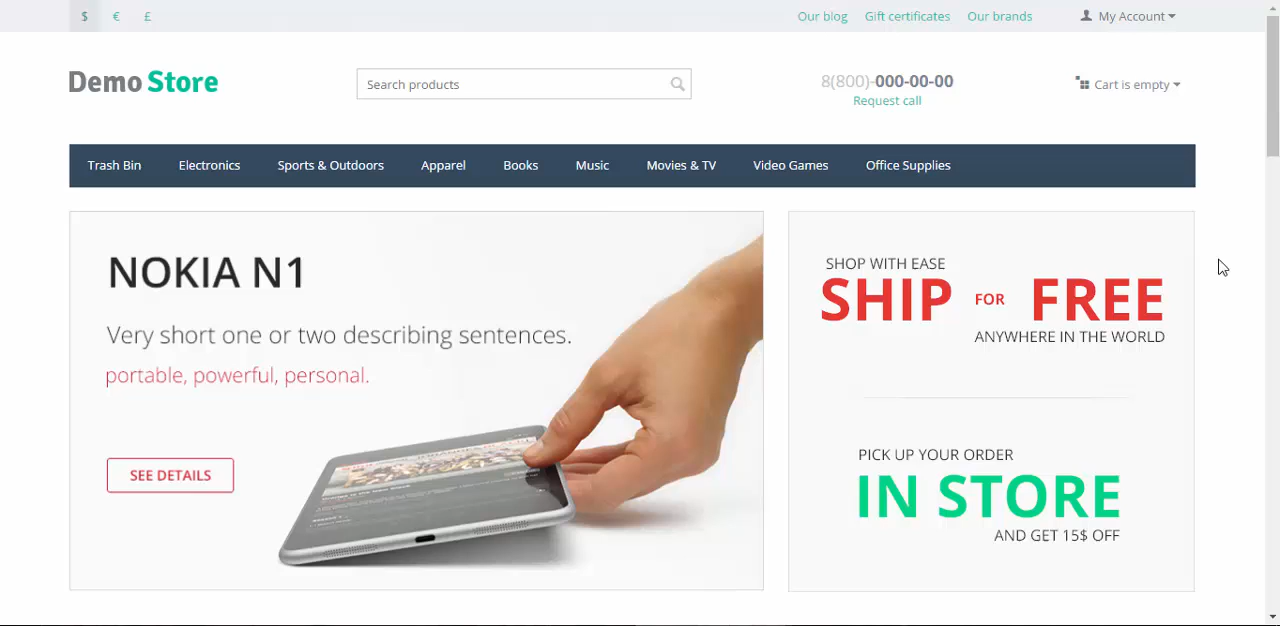 $ € £ Our blog Gift certificates Our brands My Account
Demo Store Search products 8(800)-000-00-00 Cart is empty
Request call
Trash Bin Electronics Sports & Outdoors Apparel Books Music Movies & TV Video Games Office Supplies
NOKIA N1
Very short one or two describing sentences.
portable, powerful, personal.
SEE DETAILS
SHOP WITH EASE
SHIP FOR FREE
ANYWHERE IN THE WORLD
PICK UP YOUR ORDER
IN STORE
AND GET 15$ OFF